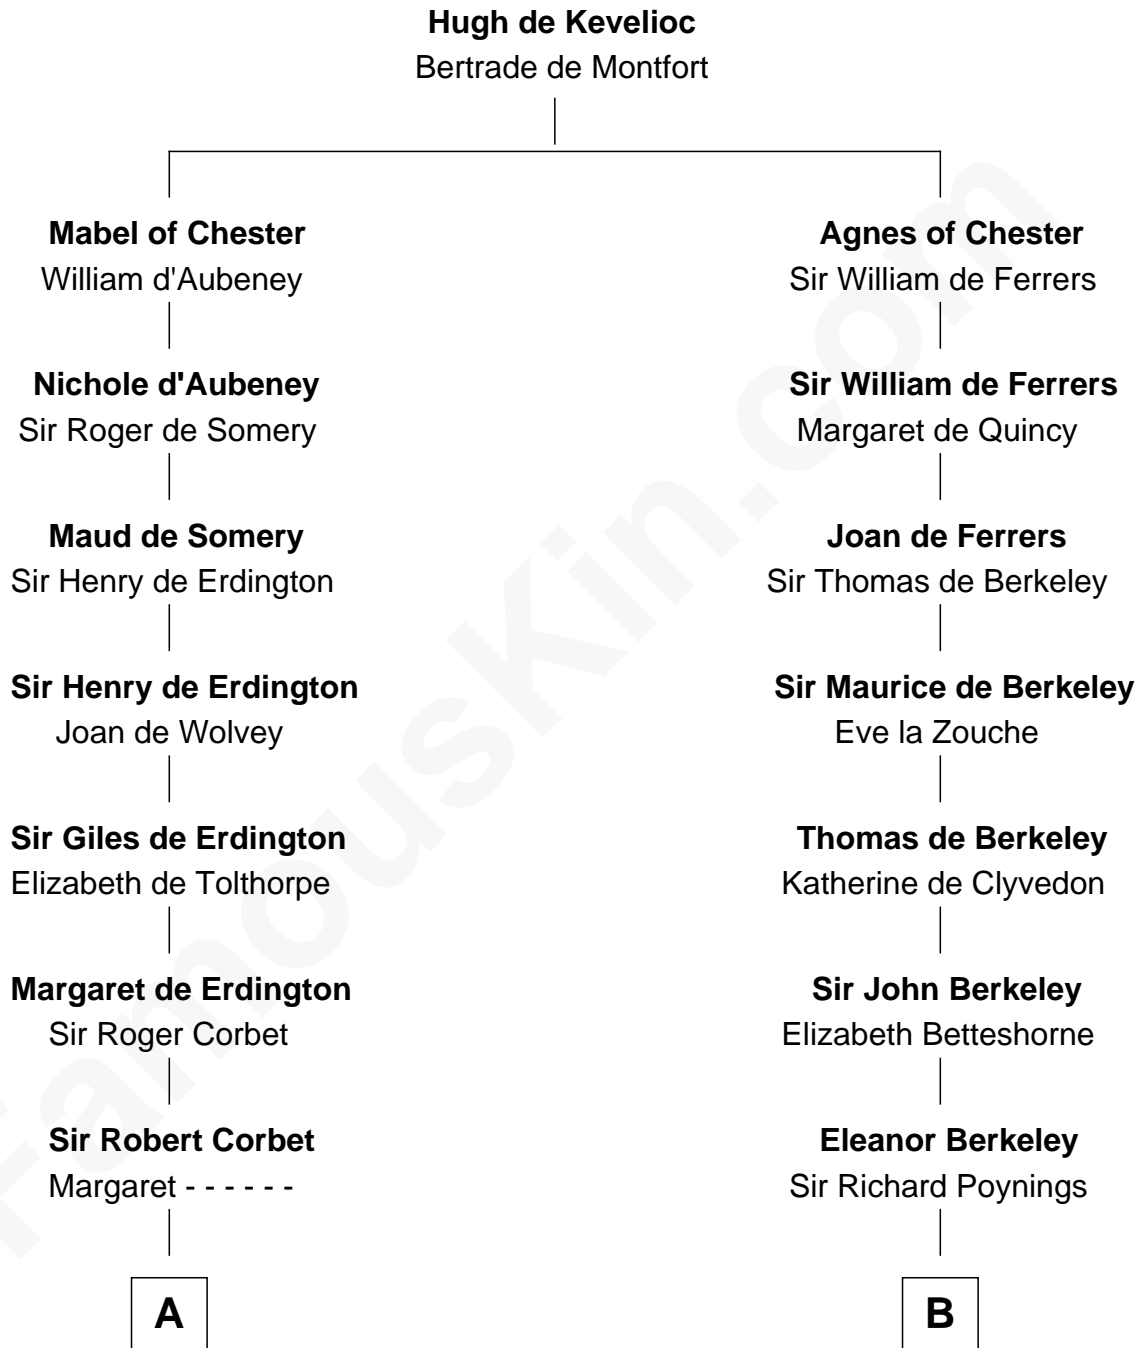 Hugh de Kevelioc
Bertrade de Montfort
Mabel of Chester
William d'Aubeney
Nichole d'Aubeney
Sir Roger de Somery
Maud de Somery
Sir Henry de Erdington
Sir Henry de Erdington
Joan de Wolvey
Sir Giles de Erdington
Elizabeth de Tolthorpe
Margaret de Erdington
Sir Roger Corbet
Sir Robert Corbet
Margaret - - - - - -
A
Agnes of Chester
Sir William de Ferrers
Sir William de Ferrers
Margaret de Quincy
Joan de Ferrers
Sir Thomas de Berkeley
Sir Maurice de Berkeley
Eve la Zouche
Thomas de Berkeley
Katherine de Clyvedon
Sir John Berkeley
Elizabeth Betteshorne
Eleanor Berkeley
Sir Richard Poynings
B
FamousKin.com